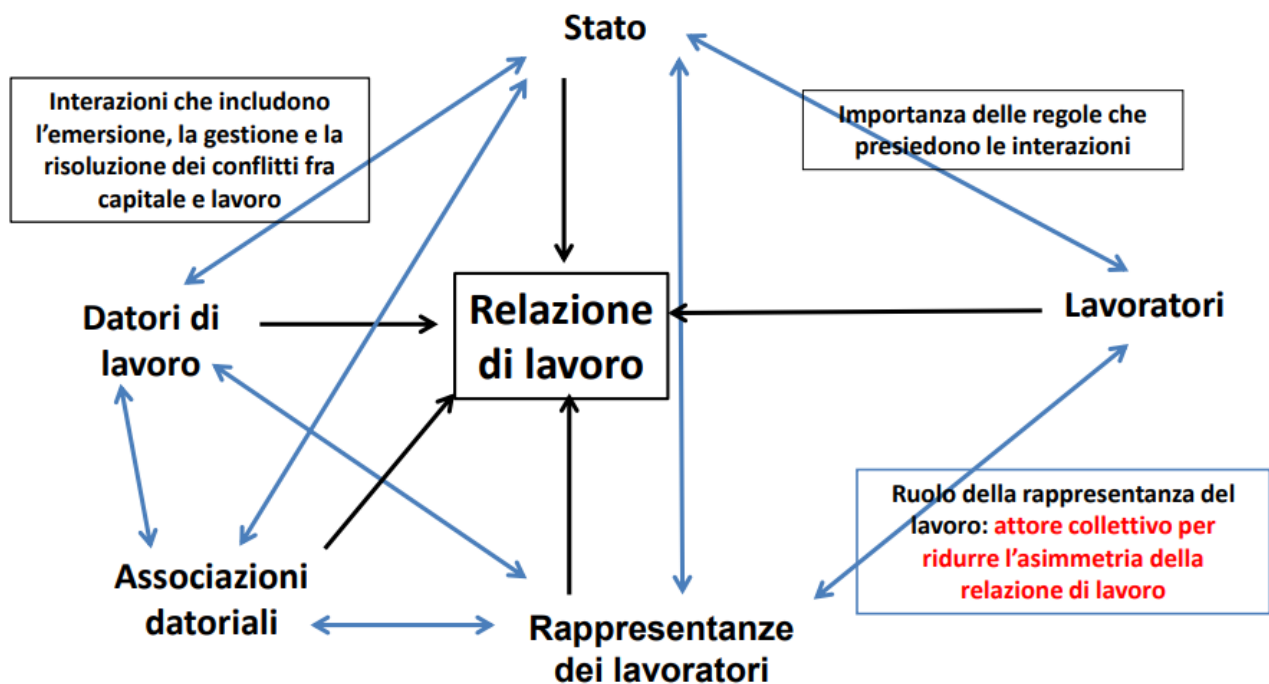 Stato
Interazioni che includono
l’emersione, la gestione e la
risoluzione dei conflitti fra
capitale e lavoro
Importanza delle regole che
presiedono le interazioni
Datori di
lavoro
Relazione
di lavoro
Lavoratori
Ruolo della rappresentanza del
lavoro: attore collettivo per
ridurre l’asimmetria della
relazione di lavoro
Associazioni
datoriali
Rappresentanze
dei lavoratori